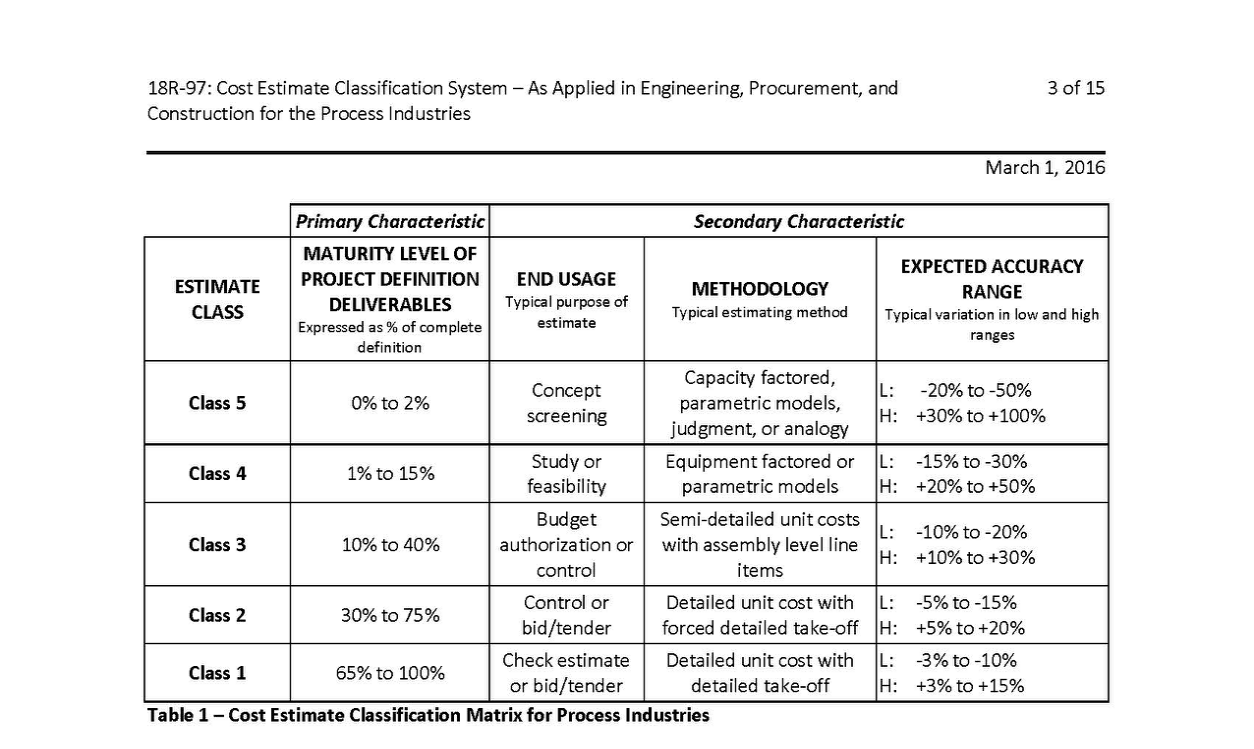 18R-97: Cost Estimate Classification System – As Applied in Engineering, Procurement, and
Construction for the Process Industries
3 of 15
March 1, 2016
Primary Characteristic
Secondary Characteristic
ESTIMATE
CLASS
MATURITY LEVEL OF
PROJECT DEFINITION
DELIVERABLES
Expressed as % of complete
definition
END USAGE
Typical purpose of
estimate
METHODOLOGY
Typical estimating method
EXPECTED ACCURACY
RANGE
Typical variation in low and high
ranges
Class 5
0% to 2%
Concept
screening
Capacity factored,
parametric models,
judgment, or analogy
L: -20% to -50%
H: +30% to +100%
Class 4
1% to 15%
Study or
feasibility
Equipment factored or
parametric models
L: -15% to -30%
H: +20% to +50%
Class 3
10% to 40%
Budget
authorization or
control
Semi-detailed unit costs
with assembly level line
items
L: -10% to -20%
H: +10% to +30%
Class 2
30% to 75%
Control or
bid/tender
Detailed unit cost with
forced detailed take-off
L: -5% to -15%
H: +5% to +20%
Class 1
65% to 100%
Check estimate
or bid/tender
Detailed unit cost with
detailed take-off
L: -3% to -10%
H: +3% to +15%
Table 1 – Cost Estimate Classification Matrix for Process Industries